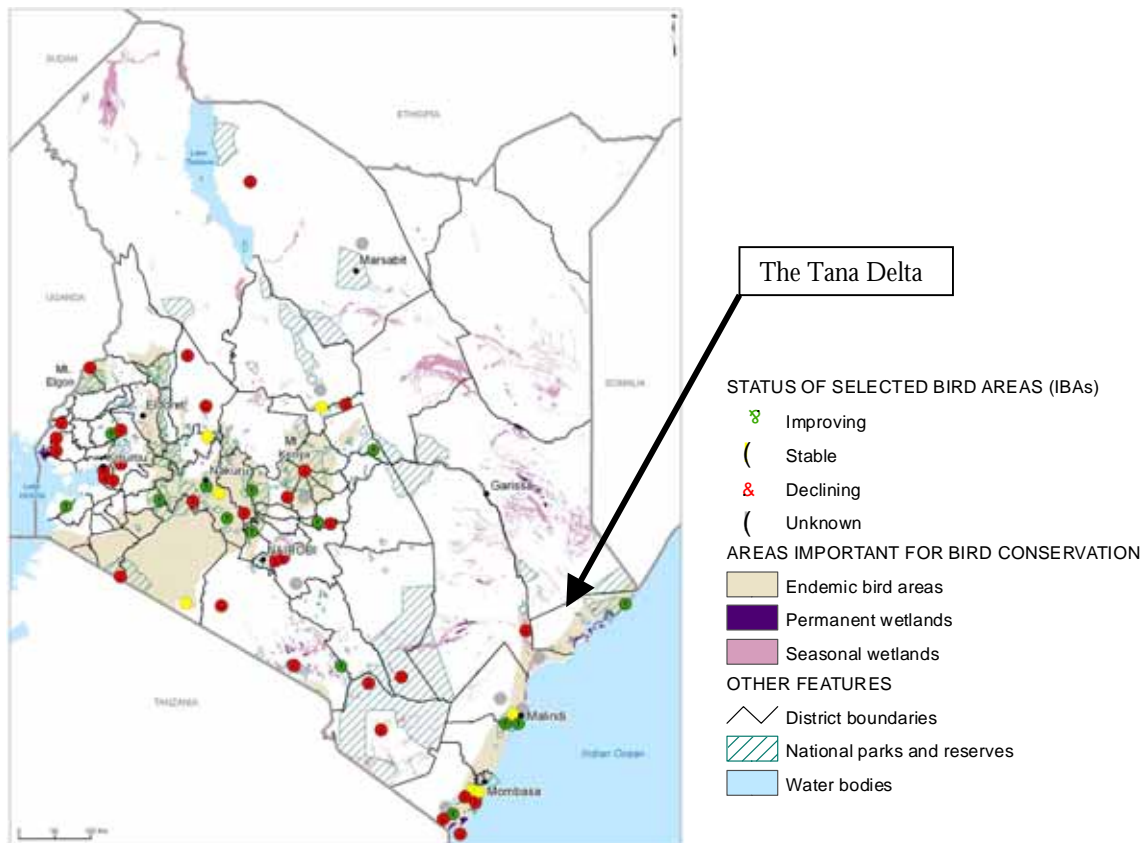 SUDAN
ETHIOPIA
Lake
Turkana
Marsabit
UGANDA
SOMALIA
Mt.
Elgon
Eldoret
Kisumu
Nakuru
Mt.
Kenya
Garissa
NAIROBI
TANZANIA
Malindi
Indian Ocean
Mombasa
The Tana Delta
STATUS OF SELECTED BIRD AREAS (IBAs)
Improving
Stable
& Declining
Unknown
AREAS IMPORTANT FOR BIRD CONSERVATION
Endemic bird areas
Permanent wetlands
Seasonal wetlands
OTHER FEATURES
District boundaries
National parks and reserves
Water bodies